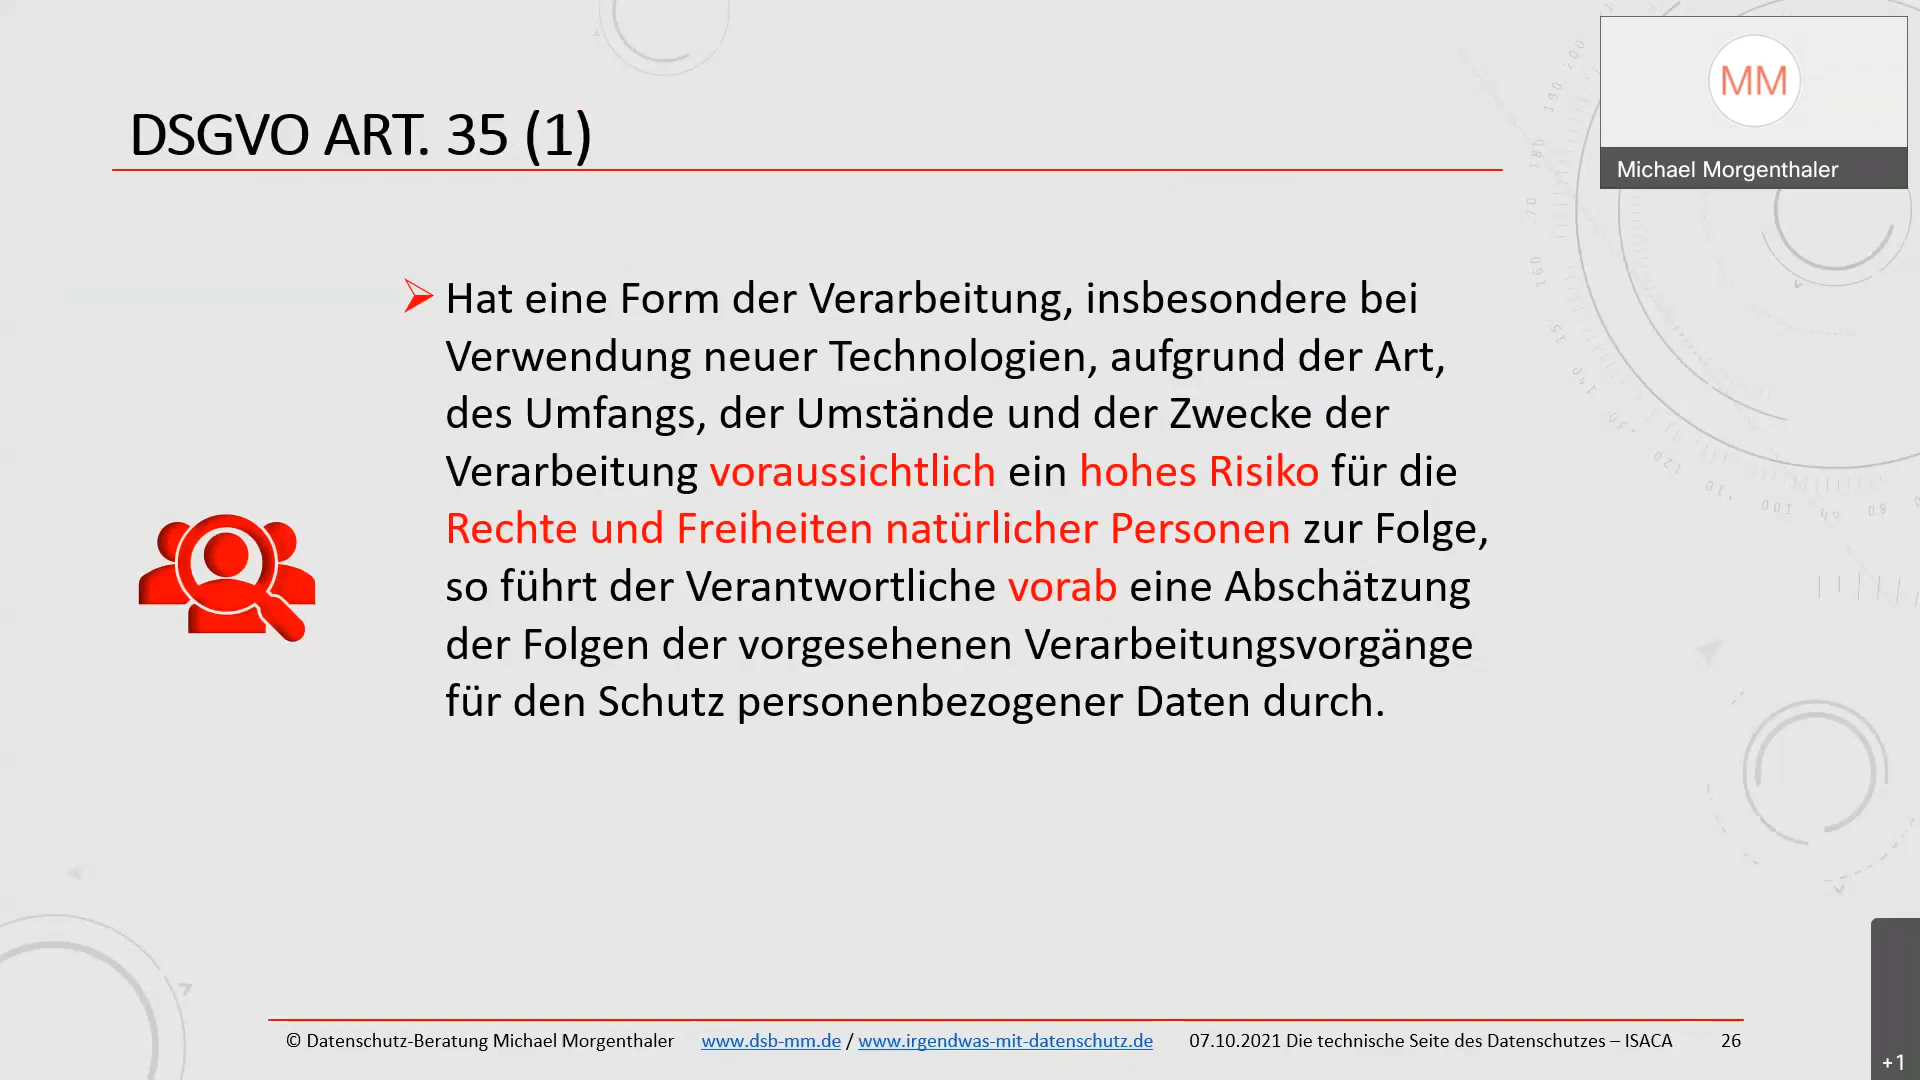 DSGVO ART. 35 (1)
MM
Michael Morgenthaler
Hat eine Form der Verarbeitung, insbesondere bei
Verwendung neuer Technologien, aufgrund der Art,
des Umfangs, der Umstände und der Zwecke der
Verarbeitung voraussichtlich ein hohes Risiko für die
Rechte und Freiheiten natürlicher Personen zur Folge,
so führt der Verantwortliche vorab eine Abschätzung
der Folgen der vorgesehenen Verarbeitungsvorgänge
für den Schutz personenbezogener Daten durch.
© Datenschutz-Beratung Michael Morgenthaler www.dsb-mm.de / www.irgendwas-mit-datenschutz.de 07.10.2021 Die technische Seite des Datenschutzes – ISACA 26
+1